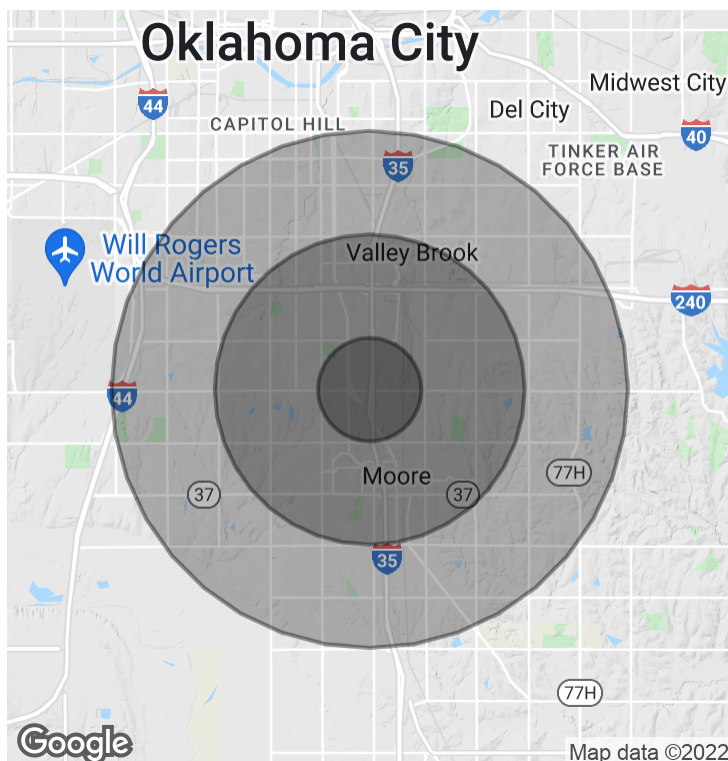 Oklahoma City
Midwest City
44
Del City
CAPITOL HILL
40
35
TINKER AIR
FORCE BASE
Will Rogers
World Airport
Valley Brook
240
44
Moore
77H
37
37
35
77H
Google
Map data ©2022